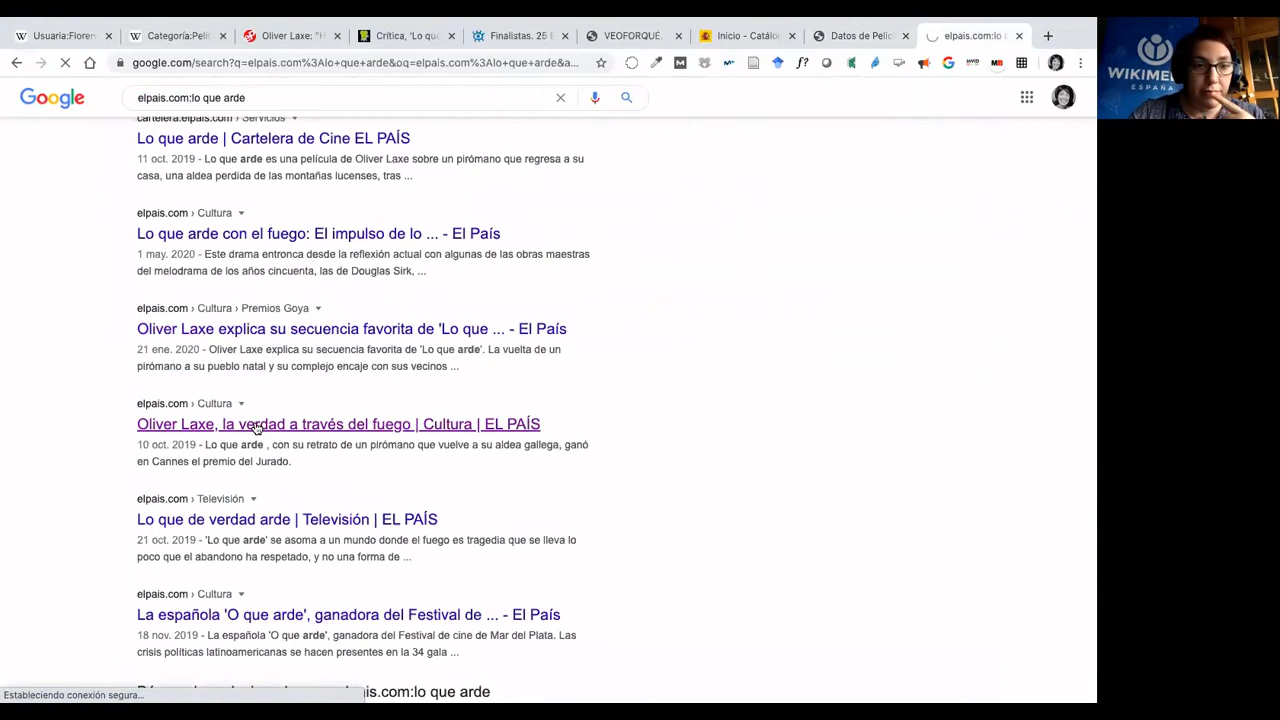 Usuaria:Floren
Categoría:Pelí
Oliver Laxe: "H
Crítica, 'Lo que
Finalistas. 25 E
VEOFORQUÉ.
Inicio - Catálog
Datos de Pelíc
elpais.com:lo q
google.com/search?q=elpais.com%3Alo+que+arde&oq=elpais.com%3Alo+que+arde&a...
Google
elpais.com:lo que arde
WIKIME
ESPAÑA
cartelera.elpais.com › Servicios
Lo que arde | Cartelera de Cine EL PAÍS
11 oct. 2019 - Lo que arde es una película de Oliver Laxe sobre un pirómano que regresa a su
casa, una aldea perdida de las montañas lucenses, tras ...
elpais.com › Cultura
Lo que arde con el fuego: El impulso de lo ... - El País
1 may. 2020 - Este drama entronca desde la reflexión actual con algunas de las obras maestras
del melodrama de los años cincuenta, las de Douglas Sirk, ...
elpais.com › Cultura › Premios Goya
Oliver Laxe explica su secuencia favorita de 'Lo que ... - El País
21 ene. 2020 - Oliver Laxe explica su secuencia favorita de 'Lo que arde'. La vuelta de un
pirómano a su pueblo natal y su complejo encaje con sus vecinos ...
elpais.com › Cultura
Oliver Laxe, la verdad a través del fuego | Cultura | EL PAÍS
10 oct. 2019 - Lo que arde , con su retrato de un pirómano que vuelve a su aldea gallega, ganó
en Cannes el premio del Jurado.
elpais.com › Televisión
Lo que de verdad arde | Televisión | EL PAÍS
21 oct. 2019 - 'Lo que arde' se asoma a un mundo donde el fuego es tragedia que se lleva lo
poco que el abandono ha respetado, y no una forma de ...
elpais.com › Cultura
La española 'O que arde', ganadora del Festival de ... - El País
18 nov. 2019 - La española 'O que arde', ganadora del Festival de cine de Mar del Plata. Las
crisis políticas latinoamericanas se hacen presentes en la 34 gala ...
is.com:lo que arde
Estableciendo conexión segura...